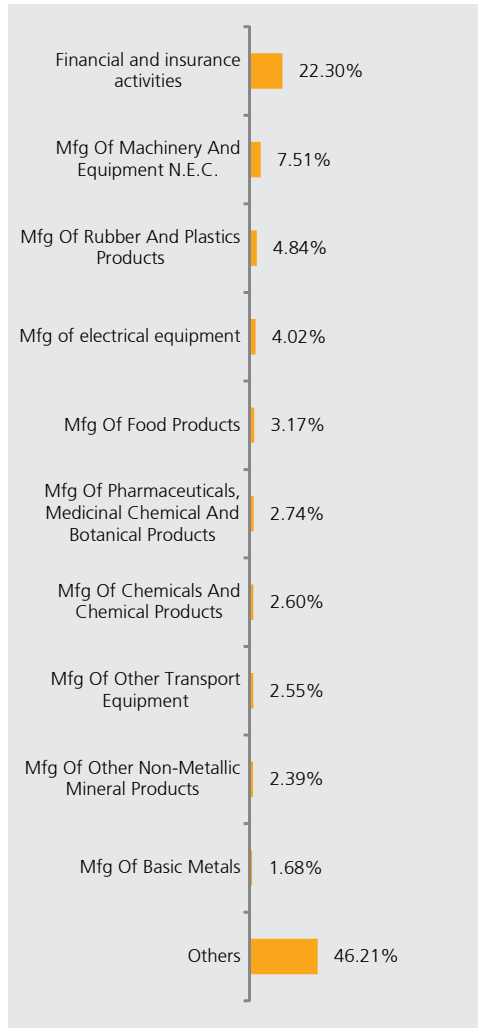 Financial and insurance
activities
22.30%
Mfg Of Machinery And
Equipment N.E.C.
7.51%
Mfg Of Rubber And Plastics
Products
4.84%
Mfg of electrical equipment
4.02%
Mfg Of Food Products
3.17%
Mfg Of Pharmaceuticals,
Medicinal Chemical And
Botanical Products
2.74%
Mfg Of Chemicals And
Chemical Products
2.60%
Mfg Of Other Transport
Equipment
2.55%
Mfg Of Other Non-Metallic
Mineral Products
2.39%
Mfg Of Basic Metals
1.68%
Others
46.21%